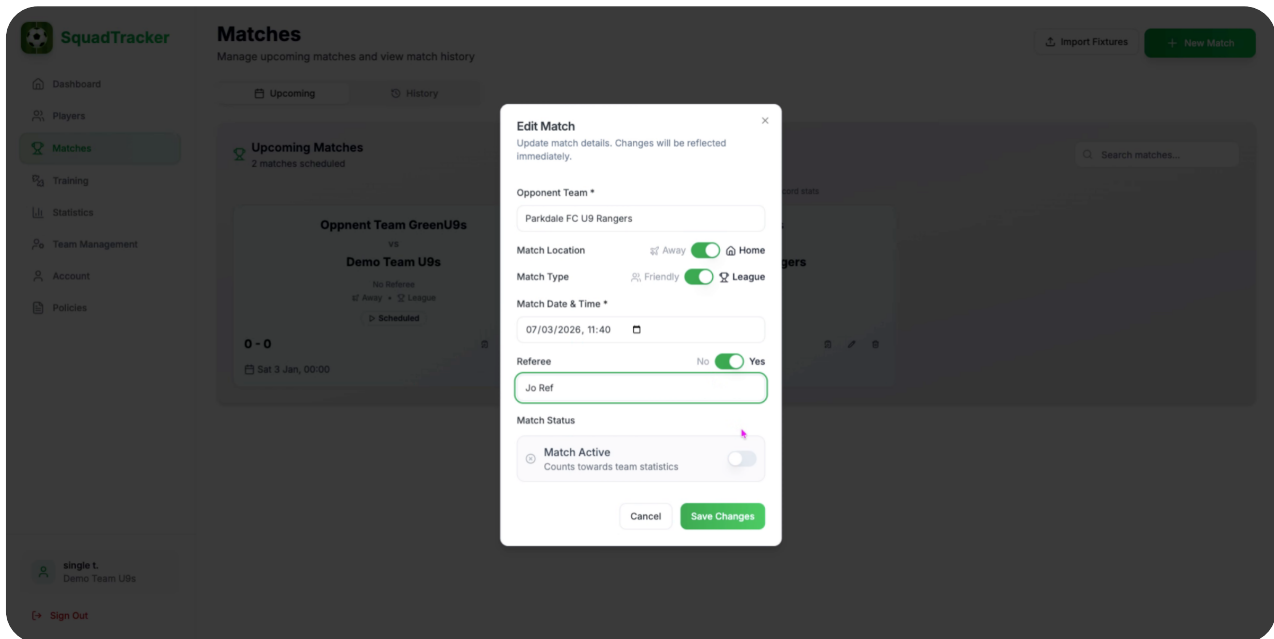 SquadTracker
Dashboard
Players
Matches
Training
Statistics
Team Management
Account
Policies
single t.
Demo Team U9s
Sign Out
Matches
Manage upcoming matches and view match history
Import Fixtures
New Match
Upcoming
History
Upcoming Matches
2 matches scheduled
Search matches...
stats
Oppnent Team GreenU9s
vs
Demo Team U9s
No Referee
Away • League
Scheduled
0 - 0
Sat 3 Jan, 00:00
gers
Edit Match
Update match details. Changes will be reflected
immediately.
Opponent Team *
Parkdale FC U9 Rangers
Match Location Away Home
Match Type Friendly League
Match Date & Time *
07/03/2026, 11:40
Referee No Yes
Jo Ref
Match Status
Match Active
Counts towards team statistics
Cancel Save Changes